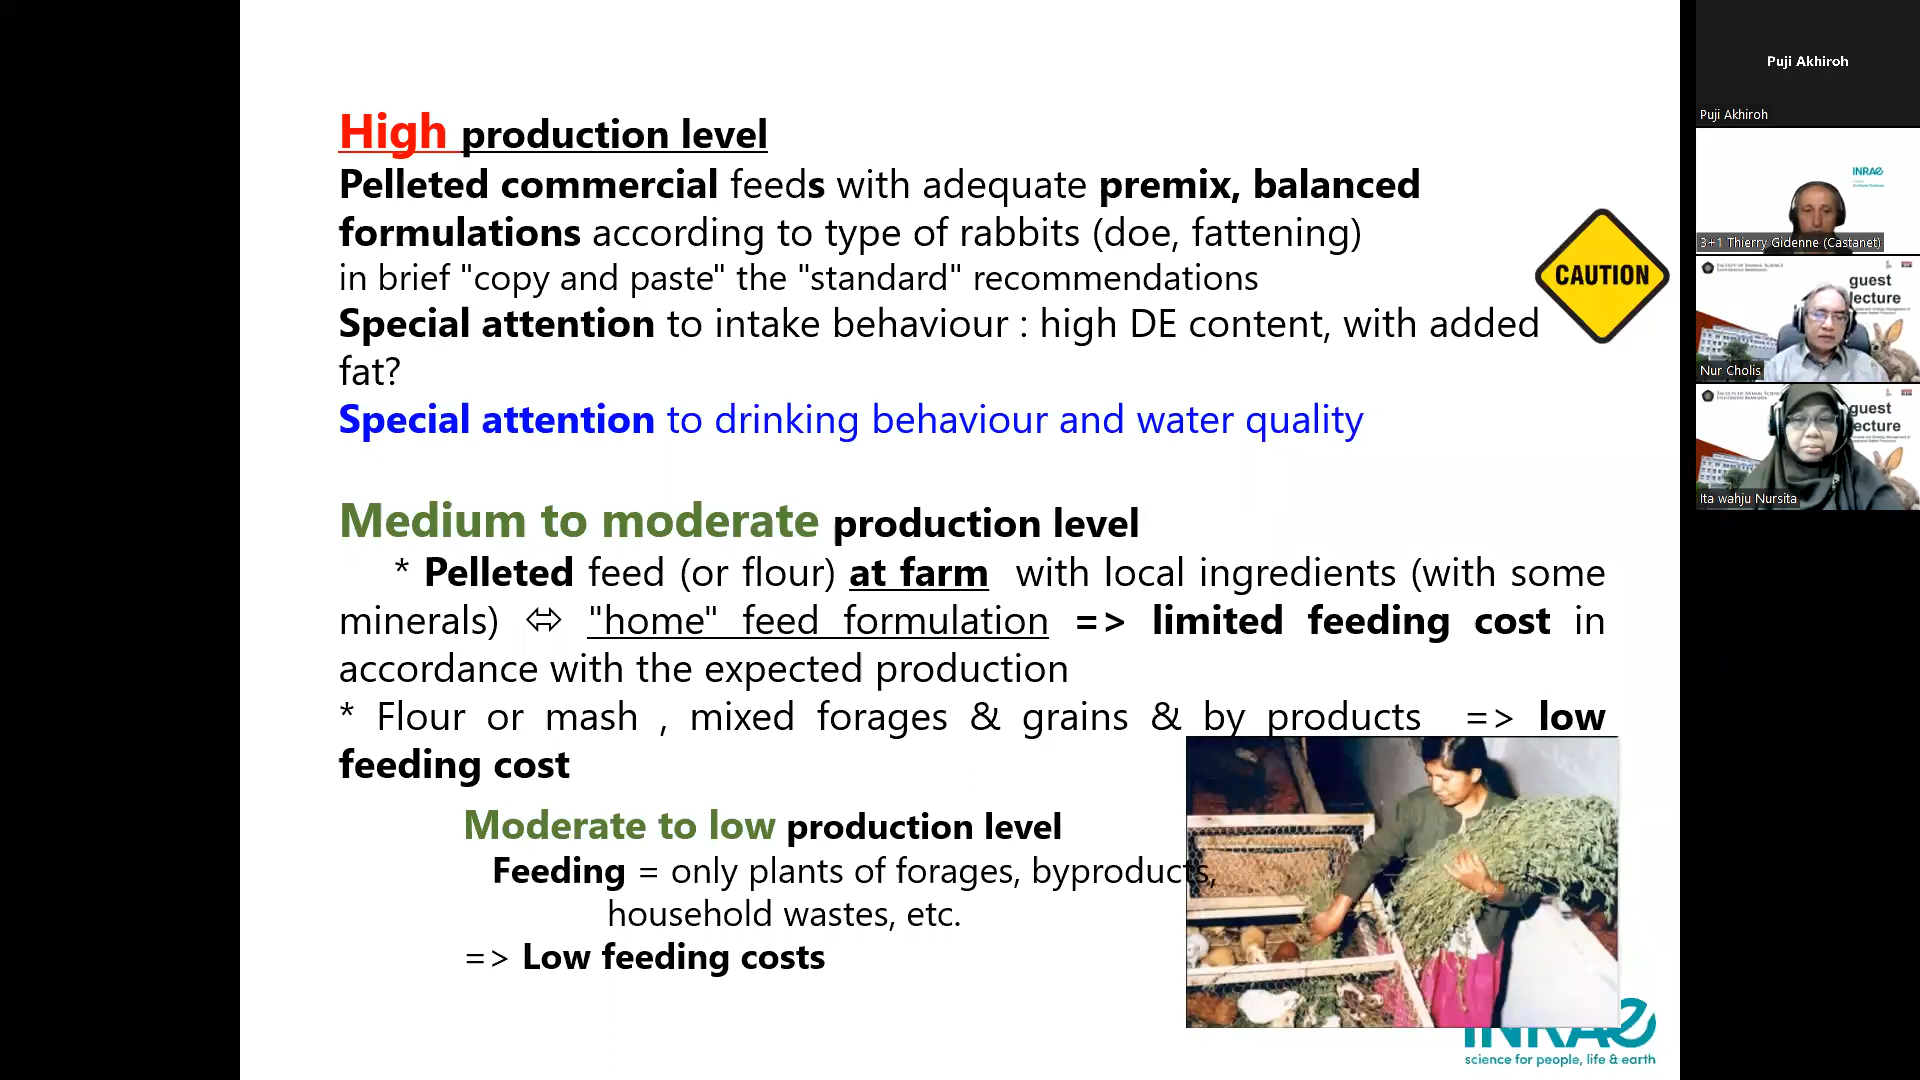 High production level
Pelleted commercial feeds with adequate premix, balanced
formulations according to type of rabbits (doe, fattening)
in brief "copy and paste" the "standard" recommendations
Special attention to intake behaviour : high DE content, with added
fat?
Special attention to drinking behaviour and water quality
CAUTION
Medium to moderate production level
* Pelleted feed (or flour) at farm with local ingredients (with some
minerals) ⬄ "home" feed formulation => limited feeding cost in
accordance with the expected production
* Flour or mash , mixed forages & grains & by products => low
feeding cost
Moderate to low production level
Feeding = only plants of forages, byproducts,
household wastes, etc.
=> Low feeding costs
INRAE
science for people, life & earth
Puji Akhiroh
Puji Akhiroh
INRAE
3+1 Thierry Gidenne (Castanet)
guest
lecture
Nur Cholis
guest
lecture
Ita wahju Nursita